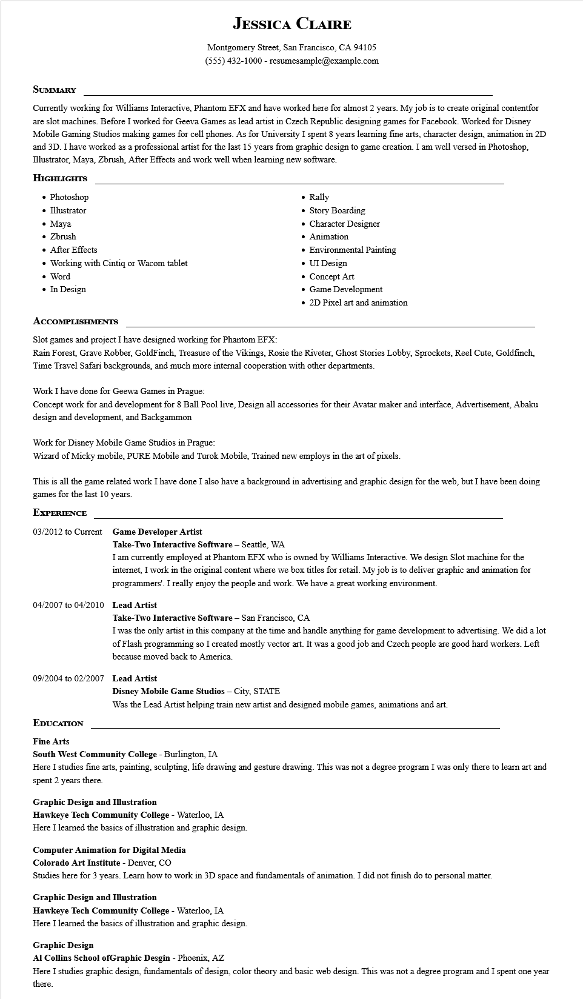 Jessica Claire
Montgomery Street, San Francisco, CA 94105
(555) 432-1000 - resumesample@example.com
Summary
Currently working for Williams Interactive, Phantom EFX and have worked here for almost 2 years. My job is to create original contentfor
are slot machines. Before I worked for Geeva Games as lead artist in Czech Republic designing games for Facebook. Worked for Disney
Mobile Gaming Studios making games for cell phones. As for University I spent 8 years learning fine arts, character design, animation in 2D
and 3D. I have worked as a professional artist for the last 15 years from graphic design to game creation. I am well versed in Photoshop,
Illustrator, Maya, Zbrush, After Effects and work well when learning new software.
Highlights
• Photoshop
• Illustrator
• Maya
• Zbrush
• After Effects
• Working with Cintiq or Wacom tablet
• Word
• In Design
• Rally
• Story Boarding
• Character Designer
• Animation
• Environmental Painting
• UI Design
• Concept Art
• Game Development
• 2D Pixel art and animation
Accomplishments
Slot games and project I have designed working for Phantom EFX:
Rain Forest, Grave Robber, GoldFinch, Treasure of the Vikings, Rosie the Riveter, Ghost Stories Lobby, Sprockets, Reel Cute, Goldfinch,
Time Travel Safari backgrounds, and much more internal cooperation with other departments.
Work I have done for Geewa Games in Prague:
Concept work for and development for 8 Ball Pool live, Design all accessories for their Avatar maker and interface, Advertisement, Abaku
design and development, and Backgammon
Work for Disney Mobile Game Studios in Prague:
Wizard of Micky mobile, PURE Mobile and Turok Mobile, Trained new employs in the art of pixels.
This is all the game related work I have done I also have a background in advertising and graphic design for the web, but I have been doing
games for the last 10 years.
Experience
03/2012 to Current Game Developer Artist
Take-Two Interactive Software – Seattle, WA
I am currently employed at Phantom EFX who is owned by Williams Interactive. We design Slot machine for the
internet, I work in the original content where we box titles for retail. My job is to deliver graphic and animation for
programmers'. I really enjoy the people and work. We have a great working environment.
04/2007 to 04/2010 Lead Artist
Take-Two Interactive Software – San Francisco, CA
I was the only artist in this company at the time and handle anything for game development to advertising. We did a lot
of Flash programming so I created mostly vector art. It was a good job and Czech people are good hard workers. Left
because moved back to America.
09/2004 to 02/2007 Lead Artist
Disney Mobile Game Studios – City, STATE
Was the Lead Artist helping train new artist and designed mobile games, animations and art.
Education
Fine Arts
South West Community College - Burlington, IA
Here I studies fine arts, painting, sculpting, life drawing and gesture drawing. This was not a degree program I was only there to learn art and
spent 2 years there.
Graphic Design and Illustration
Hawkeye Tech Community College - Waterloo, IA
Here I learned the basics of illustration and graphic design.
Computer Animation for Digital Media
Colorado Art Institute - Denver, CO
Studies here for 3 years. Learn how to work in 3D space and fundamentals of animation. I did not finish do to personal matter.
Graphic Design and Illustration
Hawkeye Tech Community College - Waterloo, IA
Here I learned the basics of illustration and graphic design.
Graphic Design
Al Collins School ofGraphic Desgin - Phoenix, AZ
Here I studies graphic design, fundamentals of design, color theory and basic web design. This was not a degree program and I spent one year
there.